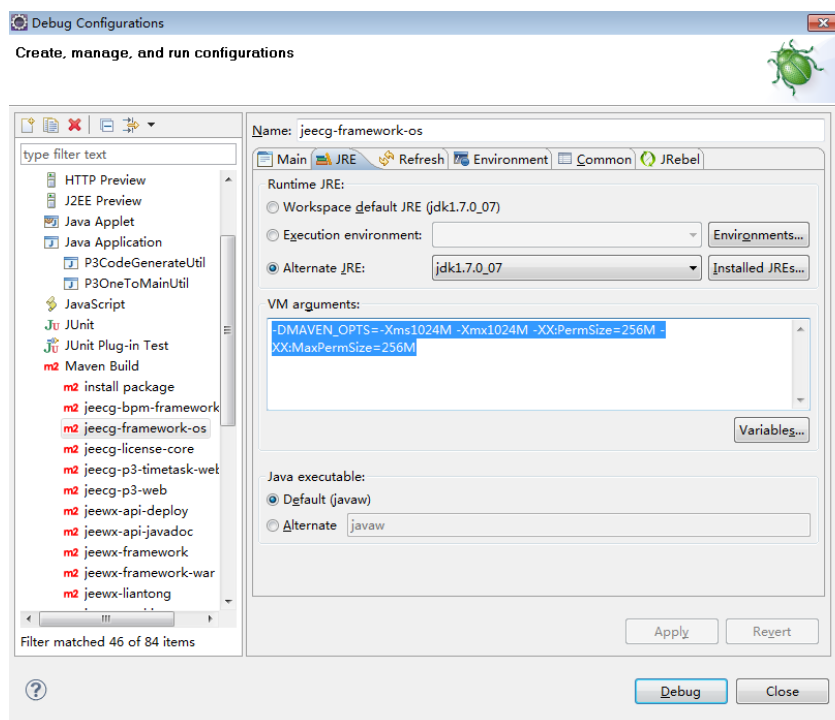 Debug Configurations
Create, manage, and run configurations
type filter text
HTTP Preview
J2EE Preview
Java Applet
Java Application
P3CodeGenerateUtil
P3OneToMainUtil
JavaScript
JUnit
JUnit Plug-in Test
Maven Build
install package
jeecg-bpm-framework
jeecg-framework-os
jeecg-license-core
jeecg-p3-timetask-web
jeecg-p3-web
jeewx-api-deploy
jeewx-api-javadoc
jeewx-framework
jeewx-framework-war
jeewx-liantong
Filter matched 46 of 84 items
Name: jeecg-framework-os
Main JRE Refresh Environment Common JRebel
Runtime JRE:
Workspace default JRE (jdk1.7.0_07)
Execution environment: Environments...
Alternate JRE: jdk1.7.0_07 Installed JREs...
VM arguments:
-DMAVEN_OPTS=-Xms1024M -Xmx1024M -XX:PermSize=256M -
XX:MaxPermSize=256M
Variables...
Java executable:
Default (javaw)
Alternate javaw
Apply Revert
Debug Close